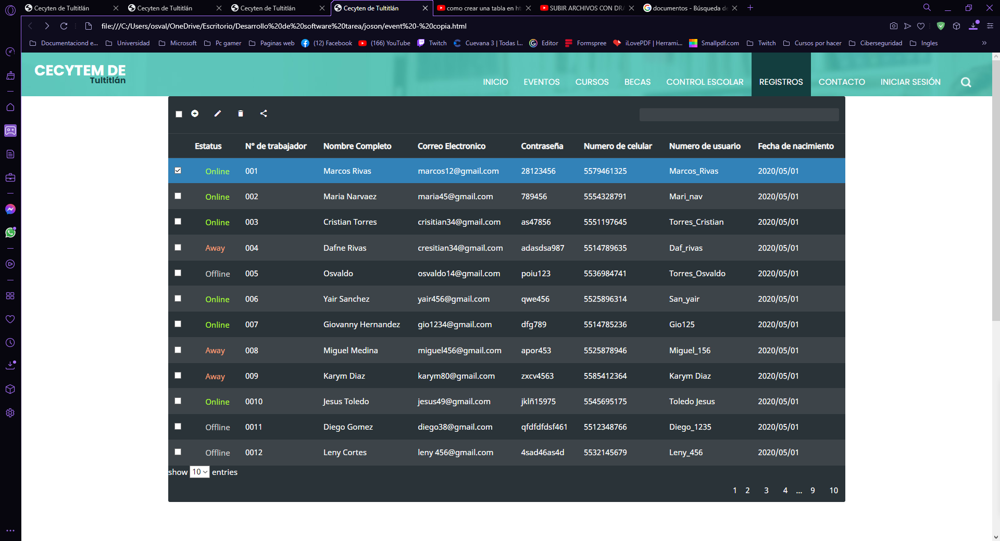 Cecyten de Tultitlán
Cecyten de Tultitlán
Cecyten de Tultitlán
Cecyten de Tultitlán
como crear una tabla en ht
SUBIR ARCHIVOS CON DRA
documentos - Búsqueda de
file:///C:/Users/osval/OneDrive/Escritorio/Desarrollo%20de%20software%20tarea/joson/event%20-%20copia.html
Documentaciond e...
Universidad
Microsoft
Pc gamer
Paginas web
(12) Facebook
(166) YouTube
Twitch
Cuevana 3 | Todas l...
Editor
Formspree
iLovePDF | Herrami...
Smallpdf.com
Twitch
Cursos por hacer
Ciberseguridad
Ingles
CECYTEM DE
Tultitlán
INICIO EVENTOS CURSOS BECAS CONTROL ESCOLAR REGISTROS CONTACTO INICIAR SESIÓN
Estatus N° de trabajador Nombre Completo Correo Electronico Contraseña Numero de celular Numero de usuario Fecha de nacimiento
Online 001 Marcos Rivas marcos12@gmail.com 28123456 5579461325 Marcos_Rivas 2020/05/01
Online 002 Maria Narvaez maria45@gmail.com 789456 5554328791 Mari_nav 2020/05/01
Online 003 Cristian Torres crisitian34@gmail.com as47856 5551197645 Torres_Cristian 2020/05/01
Away 004 Dafne Rivas cresitian34@gmail.com adasdsa987 5514789635 Daf_rivas 2020/05/01
Offline 005 Osvaldo osvaldo14@gmail.com poiu123 5536984741 Torres_Osvaldo 2020/05/01
Online 006 Yair Sanchez yair456@gmail.com qwe456 5525896314 San_yair 2020/05/01
Online 007 Giovanny Hernandez gio1234@gmail.com dfg789 5514785236 Gio125 2020/05/01
Away 008 Miguel Medina miguel456@gmail.com apor453 5525878946 Miguel_156 2020/05/01
Away 009 Karym Diaz karym80@gmail.com zxcv4563 5585412364 Karym Diaz 2020/05/01
Online 0010 Jesus Toledo jesus49@gmail.com jklñ15975 5545695175 Toledo Jesus 2020/05/01
Offline 0011 Diego Gomez diego38@gmail.com qfdfdfdsf461 5512348766 Diego_1235 2020/05/01
Offline 0012 Leny Cortes leny 456@gmail.com 4sad46as4d 5532145679 Leny_456 2020/05/01
show 10 entries
1 2 3 4 ... 9 10